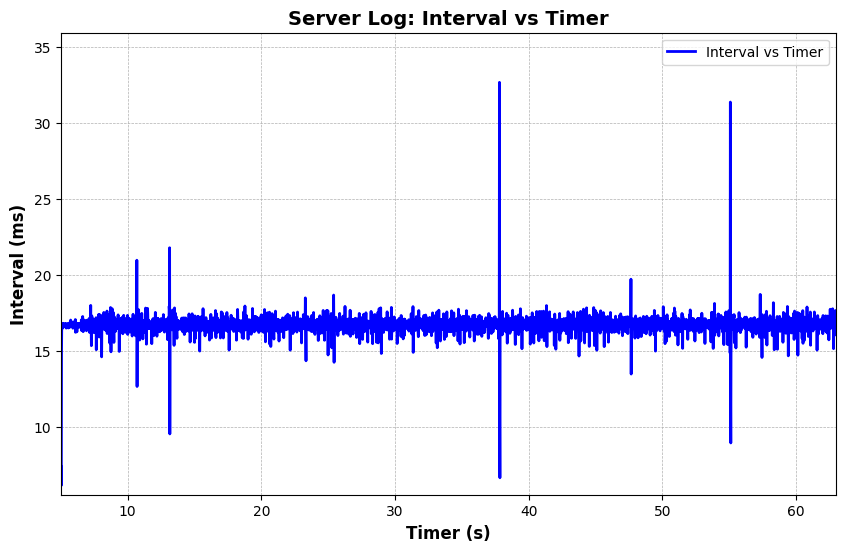 Server Log: Interval vs Timer
Interval vs Timer
35
30
25
20
15
10
Interval (ms)
10 20 30 40 50 60
Timer (s)